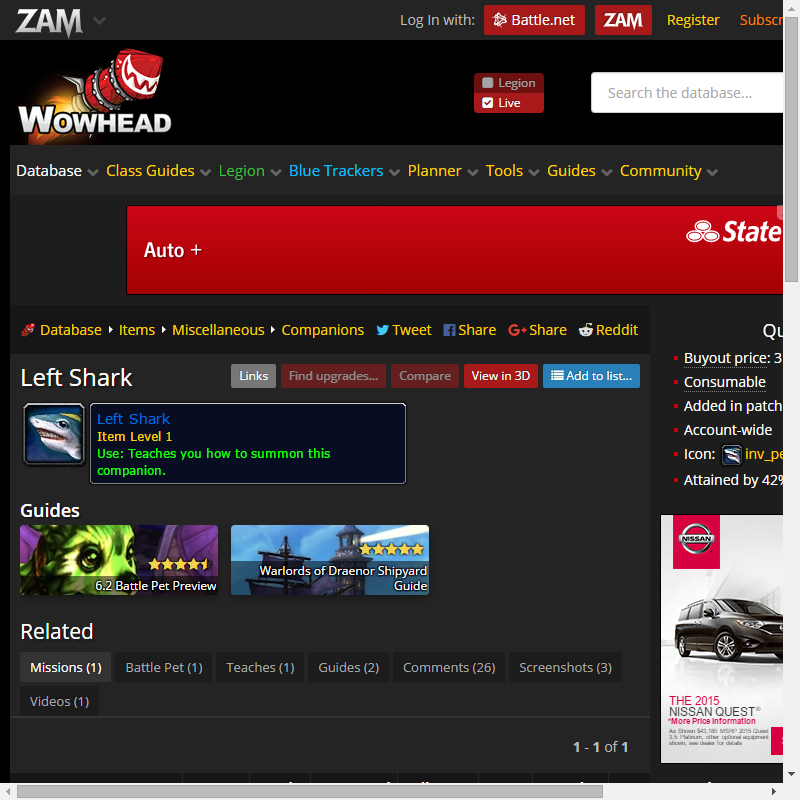 ZAM
Log In with:
Battle.net
ZAM
Register
Subscr
WOWHEAD
Legion
Live
Search the database...
Database
Class Guides
Legion
Blue Trackers
Planner
Tools
Guides
Community
Auto +
State
Database
Items
Miscellaneous
Companions
Tweet
Share
Share
Reddit
Left Shark
Links
Find upgrades...
Compare
View in 3D
Add to list...
Left Shark
Item Level 1
Use: Teaches you how to summon this
companion.
Guides
6.2 Battle Pet Preview
Warlords of Draenor Shipyard
Guide
Related
Missions (1)
Battle Pet (1)
Teaches (1)
Guides (2)
Comments (26)
Screenshots (3)
Videos (1)
1 - 1 of 1
Qu
Buyout price: 3
Consumable
Added in patch
Account-wide
Icon: inv_pe
Attained by 42%
NISSAN
THE 2015
NISSAN QUEST®
*More Price Information
As Shown $43,180 MSRP 2015 Quest
3.5 Platinum, other optional equipment
shown, see dealer for details